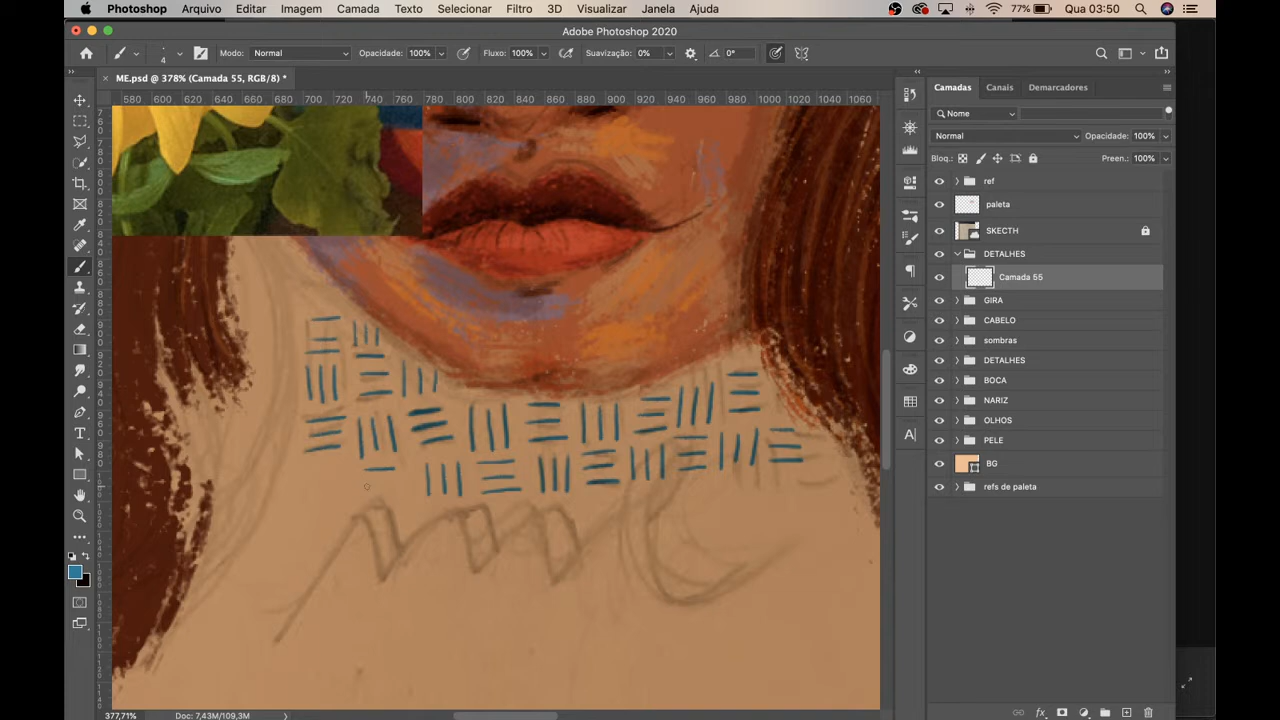 Photoshop Arquivo Editar Imagem Camada Texto Selecionar Filtro 3D Visualizar Janela Ajuda 77% Qua 03:50
Adobe Photoshop 2020
4 Modo: Normal Opacidade: 100% Fluxo: 100% Suavização: 0% 0°
× ME.psd @ 378% (Camada 55, RGB/8) *
580 600 620 640 660 680 700 720 740 760 780 800 820 840 860 880 900 920 940 960 980 1000 1020 1040 1060
Camadas Canais Demarcadores
Nome
Normal Opacidade: 100%
Bloq.: Preen.: 100%
ref
paleta
SKECTH
DETALHES
Camada 55
GIRA
CABELO
sombras
DETALHES
BOCA
NARIZ
OLHOS
PELE
BG
refs de paleta
377,71% Doc: 7,43M/109,3M